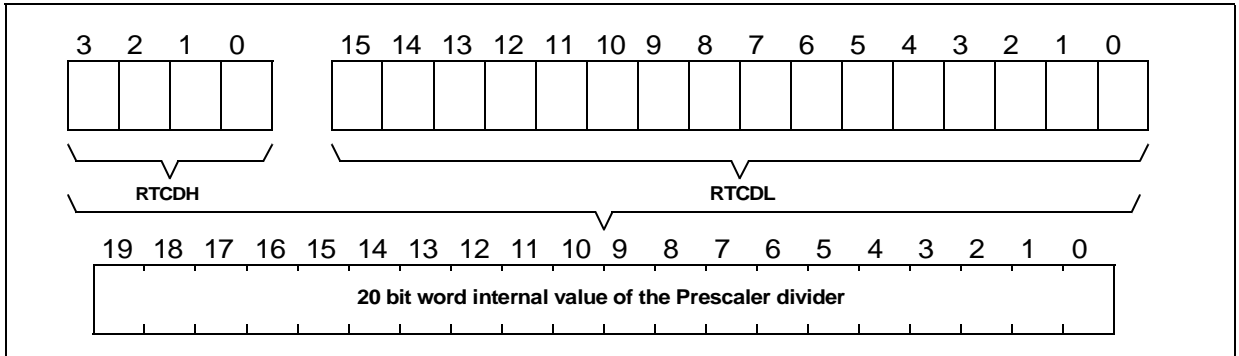 3 2 1 0 15 14 13 12 11 10 9 8 7 6 5 4 3 2 1 0
RTCDH RTCDL
19 18 17 16 15 14 13 12 11 10 9 8 7 6 5 4 3 2 1 0
20 bit word internal value of the Prescaler divider